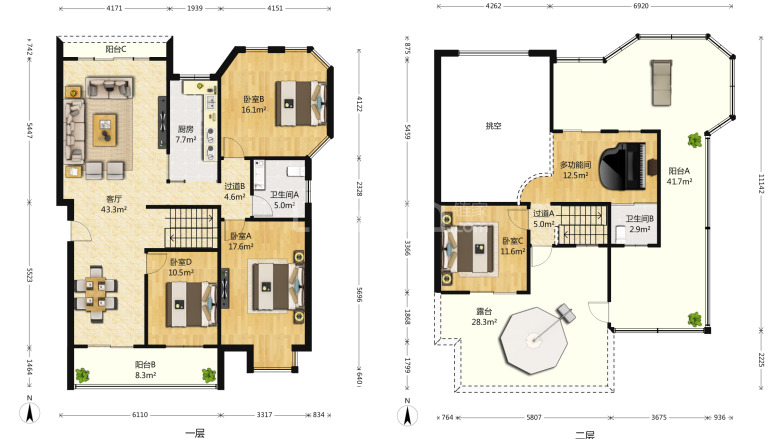 4171
1939
4151
742
5447
5523
1464
4122
2328
5696
640
阳台C
卧室B
16.1m²
厨房
7.7m²
过道B
4.6m²
卫生间A
5.0m²
客厅
43.3m²
卧室A
17.6m²
卧室D
10.5m²
阳台B
8.3m²
N
6110
3317
834
一层
4262
6920
875
5459
3366
1868
1799
11142
2225
挑空
多功能间
12.5m²
阳台A
41.7m²
过道A
5.0m²
卫生间B
2.9m²
卧室C
11.6m²
露台
28.3m²
N
764
5807
3675
936
二层